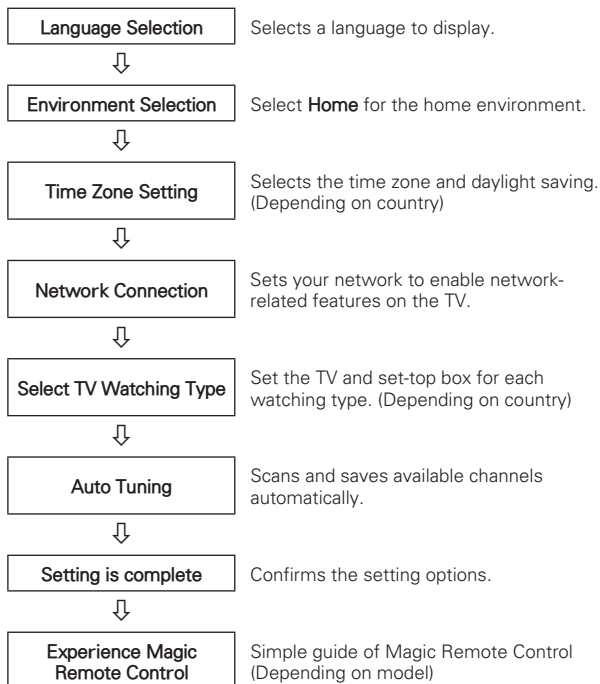 Language Selection
Selects a language to display.
Environment Selection
Select Home for the home environment.
Time Zone Setting
Selects the time zone and daylight saving.
(Depending on country)
Network Connection
Sets your network to enable network-
related features on the TV.
Select TV Watching Type
Set the TV and set-top box for each
watching type. (Depending on country)
Auto Tuning
Scans and saves available channels
automatically.
Setting is complete
Confirms the setting options.
Experience Magic
Remote Control
Simple guide of Magic Remote Control
(Depending on model)